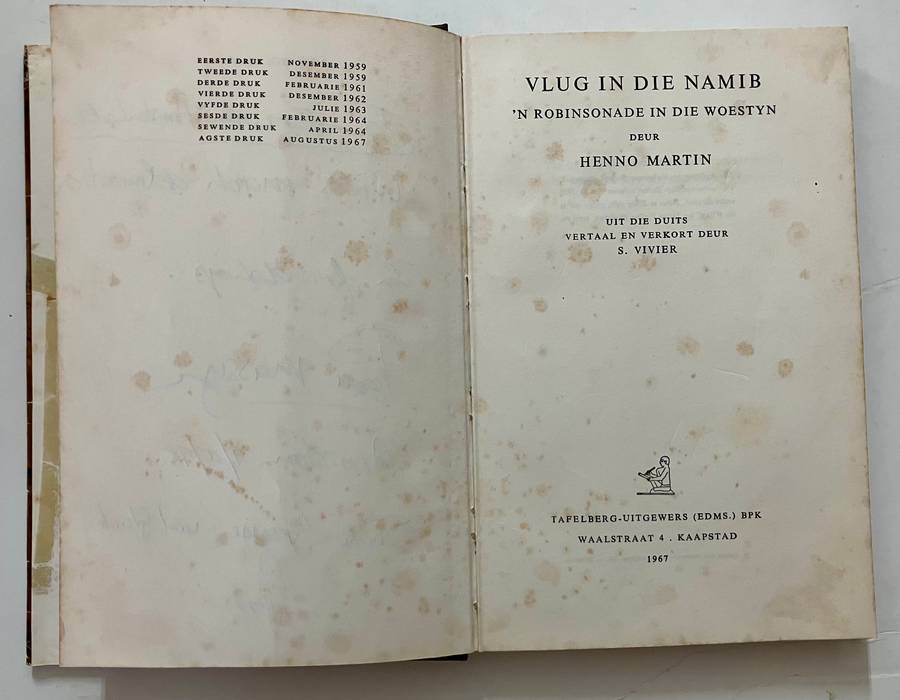 EERSTE DRUK NOVEMBER 1959
TWEEDE DRUK DESEMBER 1959
DERDE DRUK FEBRUARIE 1961
VIERDE DRUK DESEMBER 1962
VYFDE DRUK JULIE 1963
SESDE DRUK FEBRUARIE 1964
SEWENDE DRUK APRIL 1964
AGSTE DRUK AUGUSTUS 1967
VLUG IN DIE NAMIB
'N ROBINSONADE IN DIE WOESTYN
DEUR
HENNO MARTIN
UIT DIE DUITS
VERTAAL EN VERKORT DEUR
S. VIVIER
TAFELBERG-UITGEWERS (EDMS.) BPK
WAALSTRAAT 4 . KAAPSTAD
1967